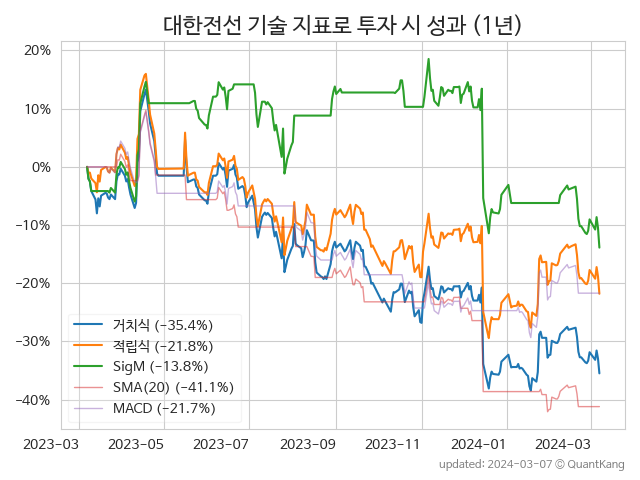 대한전선 기술 지표로 투자 시 성과 (1년)
20%
10%
0%
−10%
−20%
−30%
−40%
거치식 (−35.4%)
적립식 (−21.8%)
SigM (−13.8%)
SMA(20) (−41.1%)
MACD (−21.7%)
2023-03
2023-05
2023-07
2023-09
2023-11
2024-01
2024-03
updated: 2024-03-07 © QuantKang